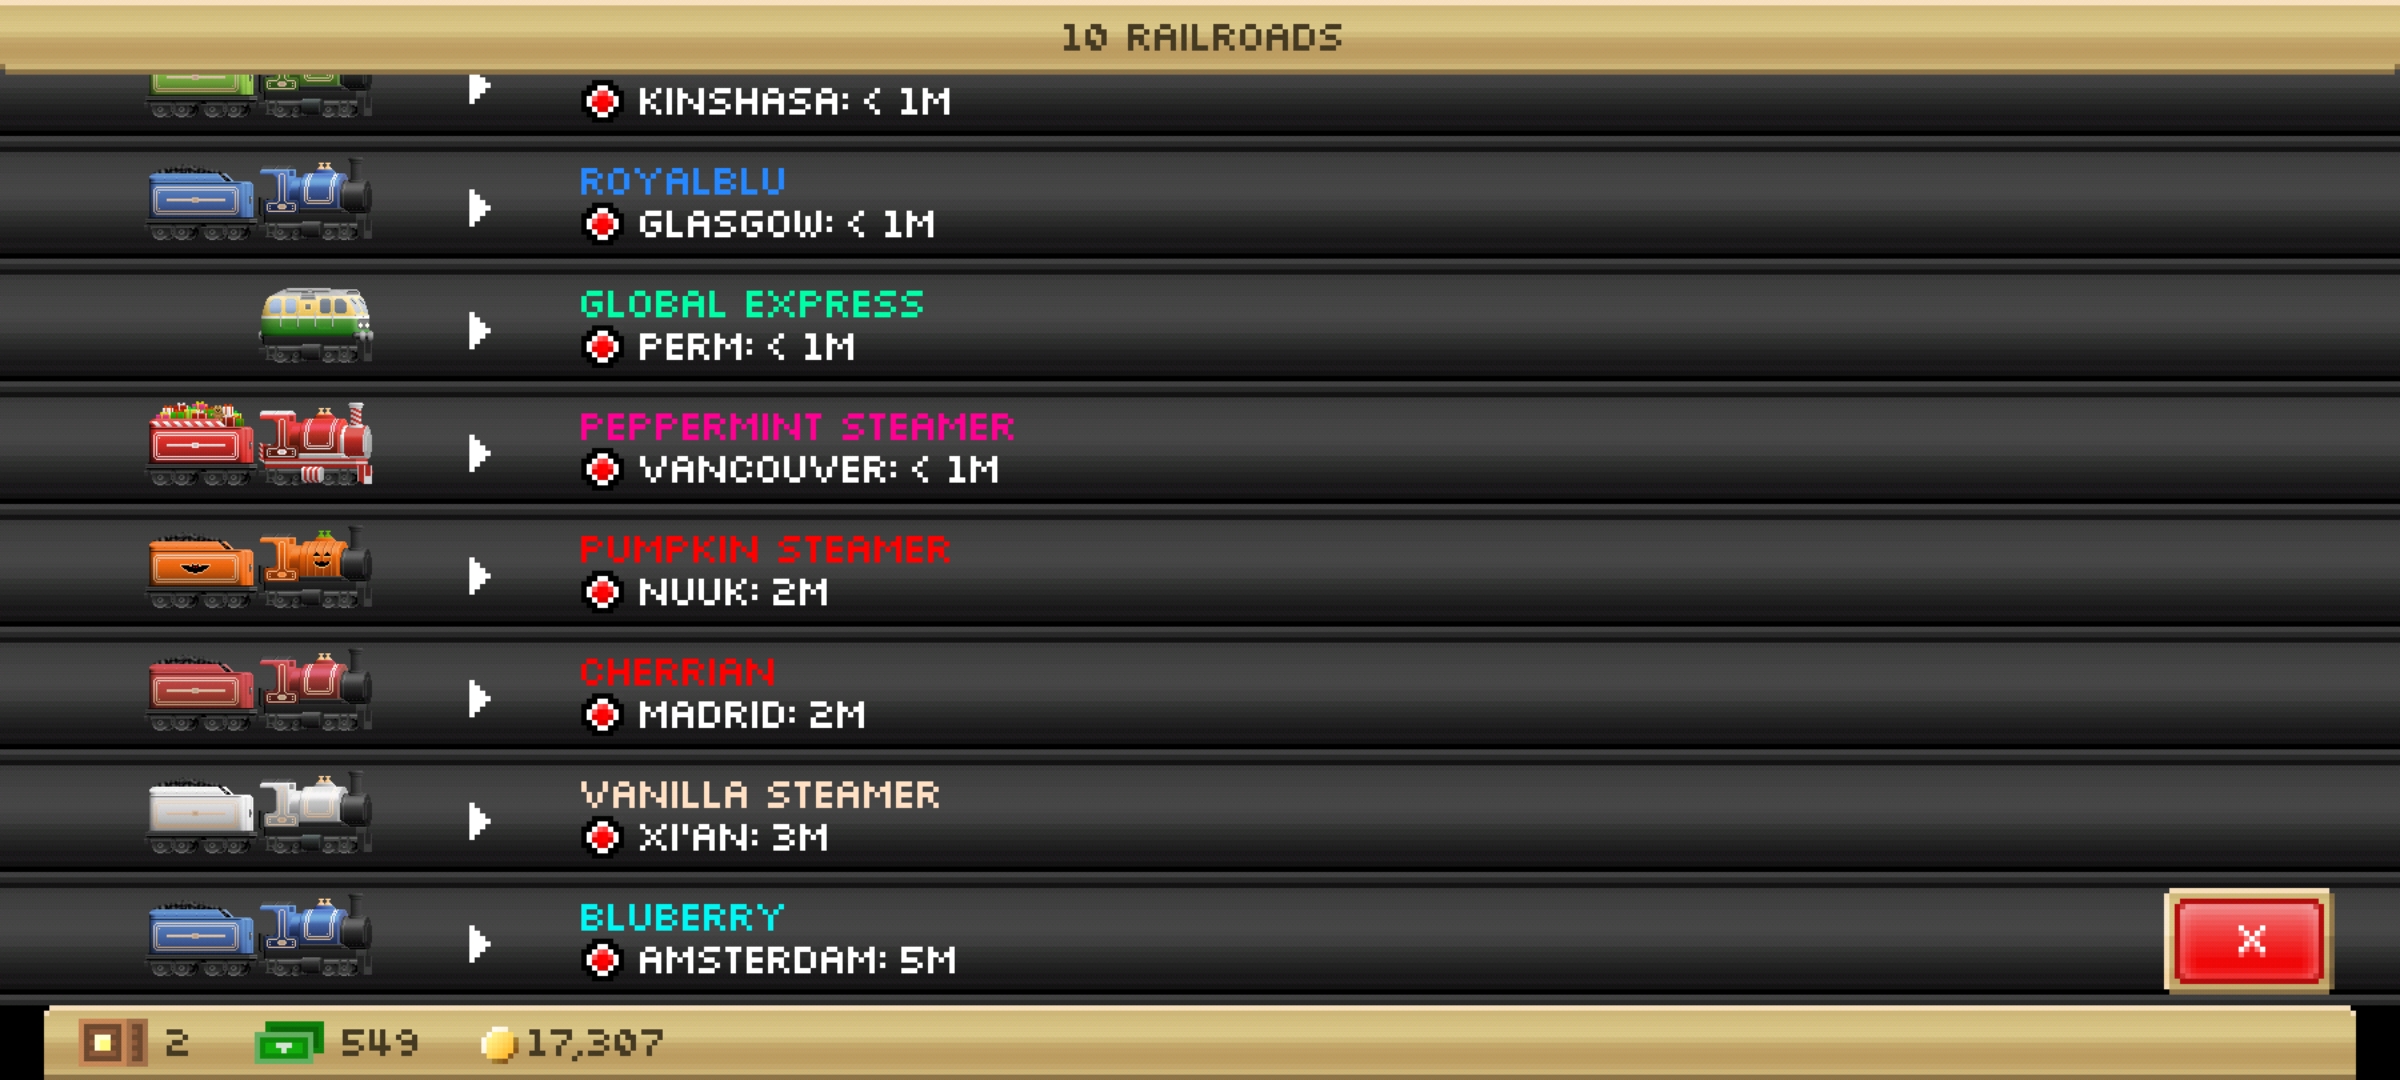 10 RAILROADS
KINSHASA: < 1M
ROYALBLU
GLASGOW: < 1M
GLOBAL EXPRESS
PERM: < 1M
PEPPERMINT STEAMER
VANCOUVER: < 1M
PUMPKIN STEAMER
NUUK: 2M
CHERRIAN
MADRID: 2M
VANILLA STEAMER
XI'AN: 3M
BLUBERRY
AMSTERDAM: 5M
X
2 549 17,307